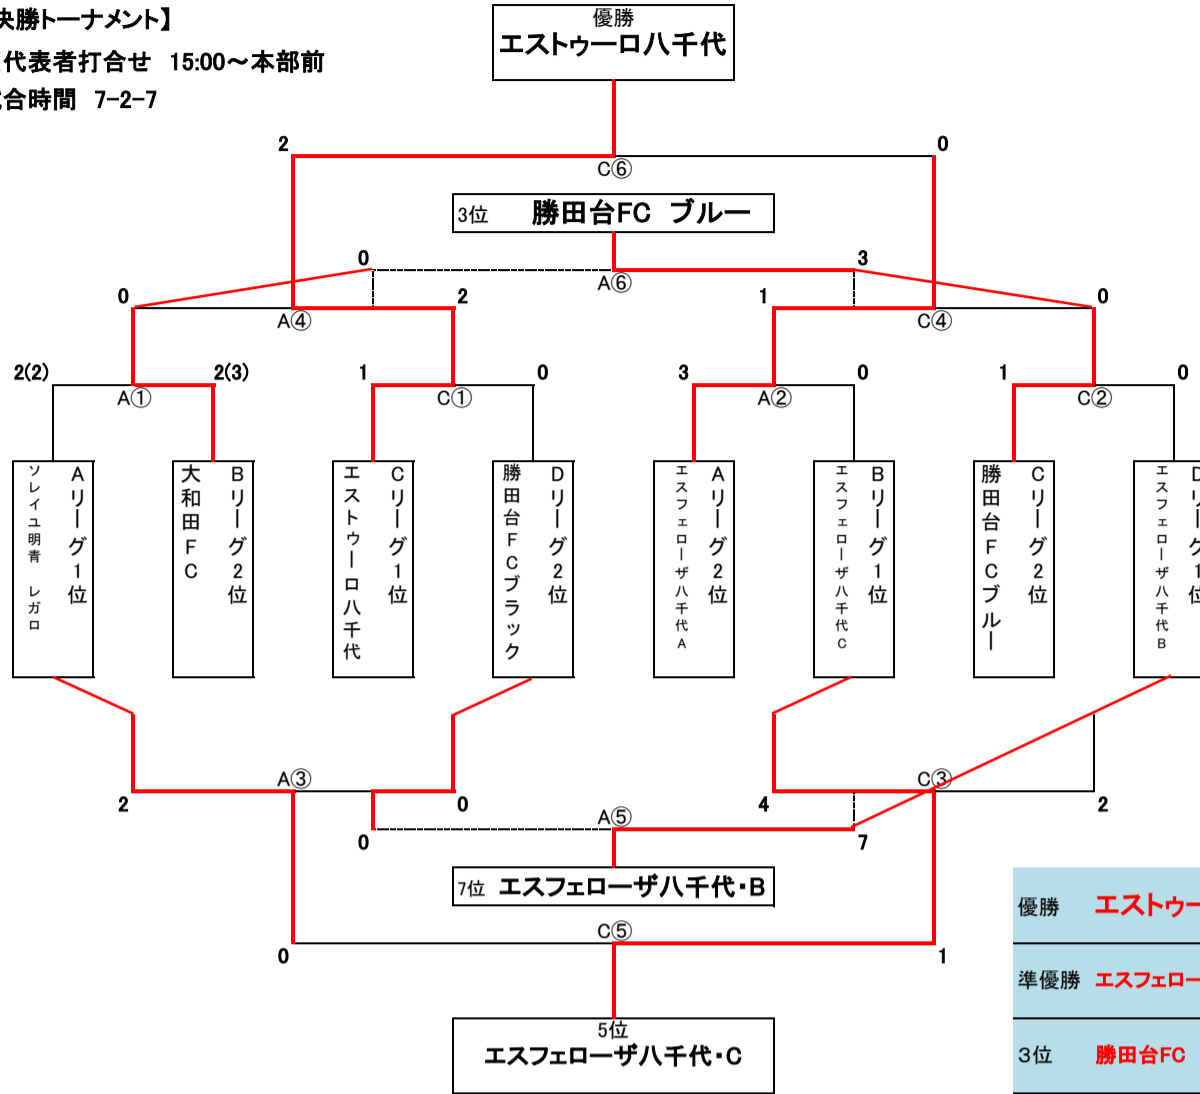 決勝トーナメント】
代表者打合せ 15:00～本部前
合時間 7-2-7
優勝
エストゥーロ八千代
2
0
C⑥
3位 勝田台FC ブルー
0
3
A⑥
0
2
1
0
A④
C④
2(2)
2(3)
1
0
3
0
1
0
A①
C①
A②
C②
Aリーグ1位
ソレイユ明青 レガロ
Bリーグ2位
大和田FC
Cリーグ1位
エストゥーロ八千代
Dリーグ2位
勝田台FCブラック
Aリーグ2位
エスフェローザ八千代A
Bリーグ1位
エスフェローザ八千代C
Cリーグ2位
勝田台FCブルー
Dリーグ1位
エスフェローザ八千代B
A③
C③
2
0
4
2
A⑤
0
7
7位 エスフェローザ八千代・B
C⑤
0
1
5位
エスフェローザ八千代・C
優勝 エストゥー
準優勝 エスフェロー
3位 勝田台FC